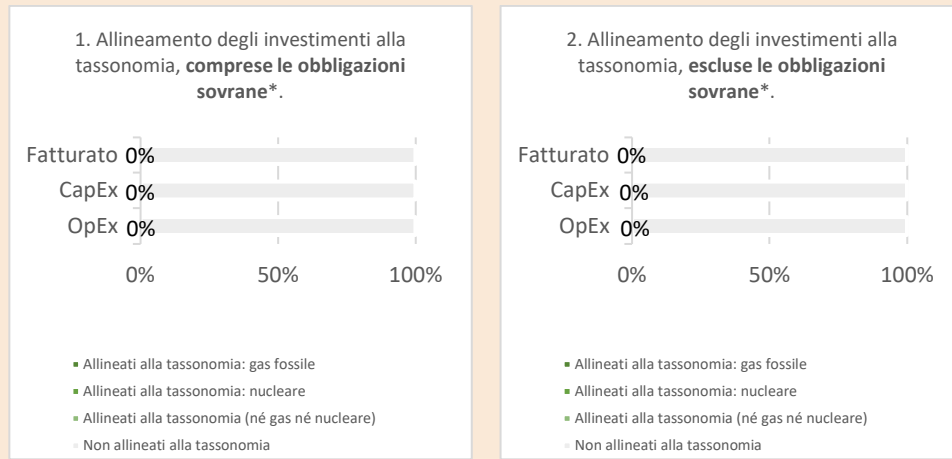 1. Allineamento degli investimenti alla
tassonomia, comprese le obbligazioni
sovrane*.
Fatturato 0%
CapEx 0%
OpEx 0%
0% 50% 100%
Allineati alla tassonomia: gas fossile
Allineati alla tassonomia: nucleare
Allineati alla tassonomia (né gas né nucleare)
Non allineati alla tassonomia
2. Allineamento degli investimenti alla
tassonomia, escluse le obbligazioni
sovrane*.
Fatturato 0%
CapEx 0%
OpEx 0%
0% 50% 100%
Allineati alla tassonomia: gas fossile
Allineati alla tassonomia: nucleare
Allineati alla tassonomia (né gas né nucleare)
Non allineati alla tassonomia